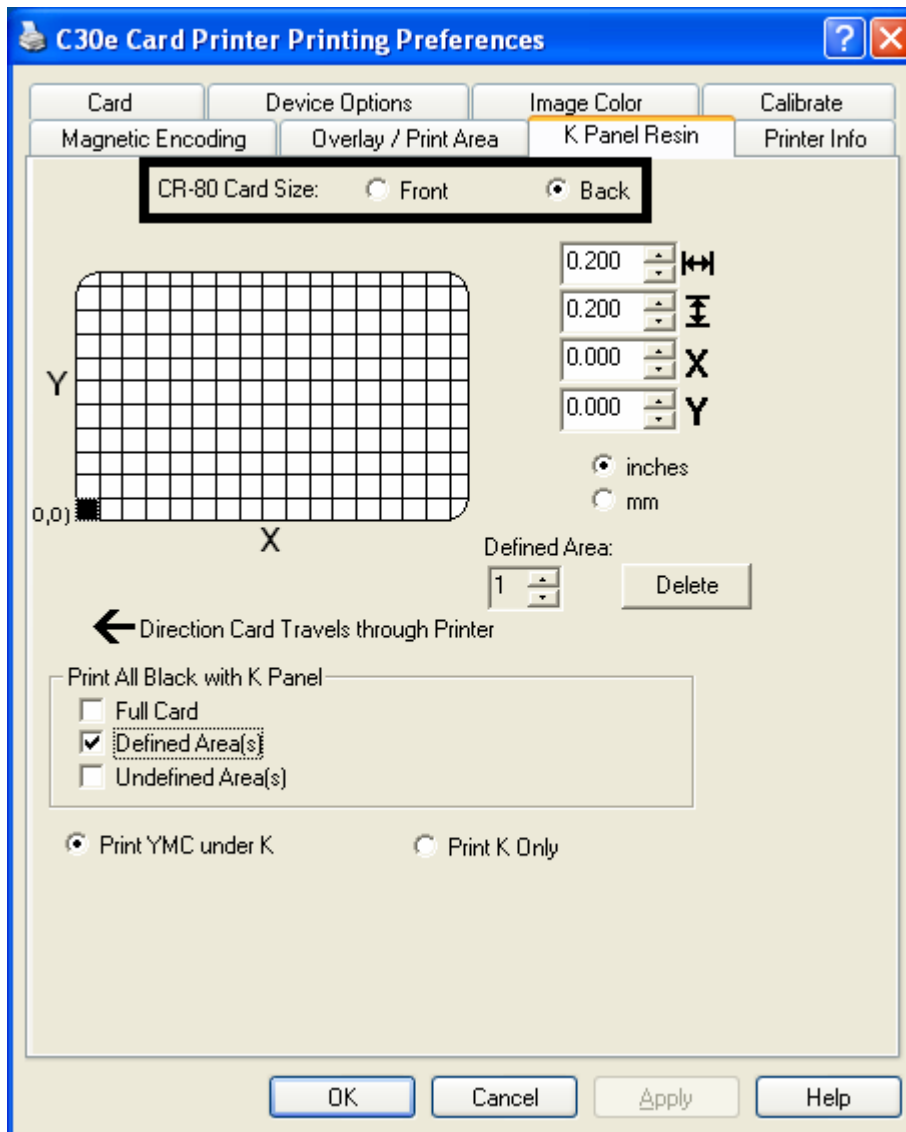 C30e Card Printer Printing Preferences
Card Device Options Image Color Calibrate
Magnetic Encoding Overlay / Print Area K Panel Resin Printer Info
CR-80 Card Size: Front Back
0.200
0.200
0.000 X
0.000 Y
Y
inches
mm
0,0)
X
Defined Area:
1 Delete
Direction Card Travels through Printer
Print All Black with K Panel
Full Card
Defined Area(s)
Undefined Area(s)
Print YMC under K Print K Only
OK Cancel Apply Help